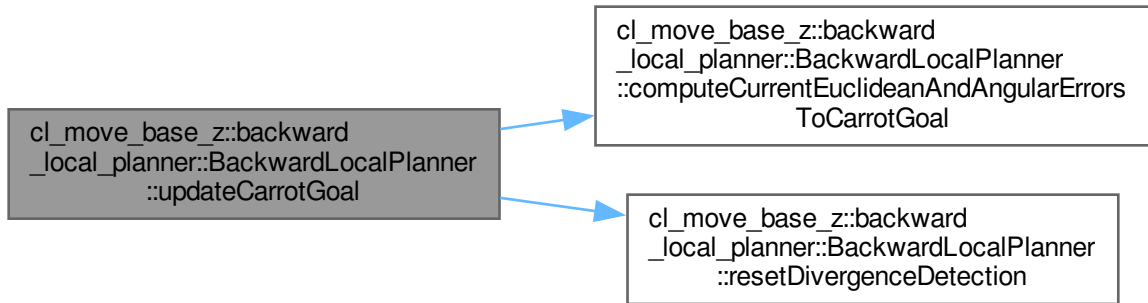 cl_move_base_z::backward
_local_planner::BackwardLocalPlanner
::updateCarrotGoal
cl_move_base_z::backward
_local_planner::BackwardLocalPlanner
::computeCurrentEuclideanAndAngularErrors
ToCarrotGoal
cl_move_base_z::backward
_local_planner::BackwardLocalPlanner
::resetDivergenceDetection